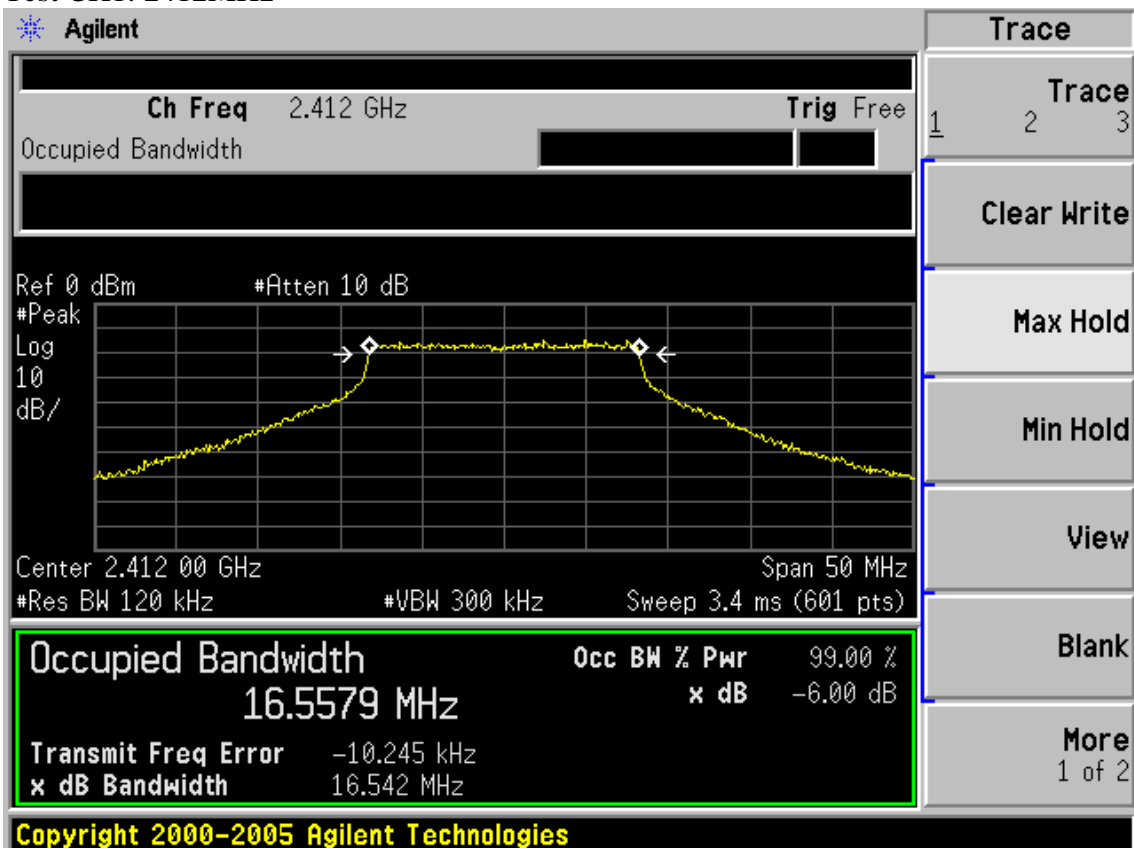 Agilent
Trace
Ch Freq 2.412 GHz Trig Free
Occupied Bandwidth
Trace
1 2 3
Clear Write
Max Hold
Min Hold
View
Blank
More
1 of 2
Ref 0 dBm #Atten 10 dB
#Peak
Log
10
dB/
Center 2.412 00 GHz Span 50 MHz
#Res BW 120 kHz #VBW 300 kHz Sweep 3.4 ms (601 pts)
Occupied Bandwidth Occ BW % Pwr 99.00 %
16.5579 MHz x dB -6.00 dB
Transmit Freq Error -10.245 kHz
x dB Bandwidth 16.542 MHz
Copyright 2000-2005 Agilent Technologies